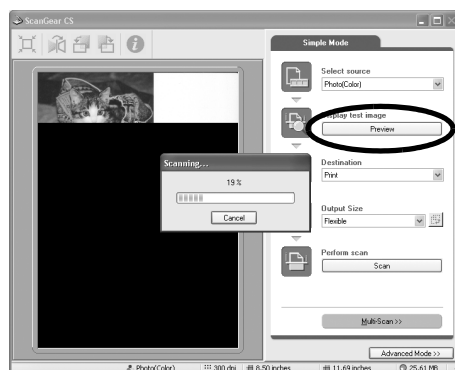 ScanGear CS
Simple Mode
Select source
Photo(Color)
Display test image
Preview
Scanning...
19 %
Cancel
Destination
Print
Output Size
Flexible
Perform scan
Scan
Multi-Scan >>
Advanced Mode >>
Photo(Color) 300 dpi 8.50 inches 11.69 inches 25.61 MB